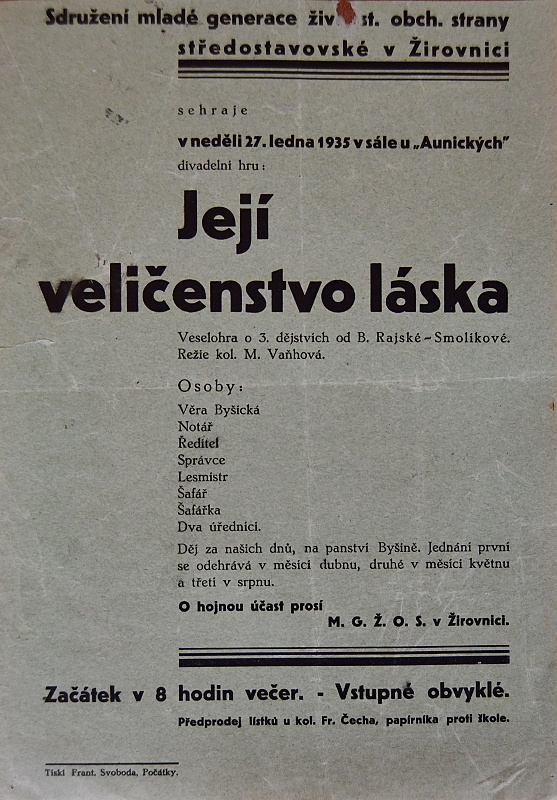 Sdružení mladé generace živ st. obch. strany
středostavovské v Žirovnici
sehraje
v neděli 27. ledna 1935 v sále u „Aunických"
divadelní hru:
Její
veličenstvo láska
Veselohra o 3. dějstvích od B. Rajské-Smolíkové.
Režie kol. M. Vaňhová.
Osoby:
Věra Byšická
Notář
Ředitel
Správce
Lesmistr
Šafář
Šafářka
Dva úředníci.
Děj za našich dnů, na panství Byšině. Jednání první
se odehrává v měsíci dubnu, druhé v měsíci květnu
a třetí v srpnu.
O hojnou účast prosí
M. G. Ž. O. S. v Žirovnici.
Začátek v 8 hodin večer. - Vstupné obvyklé.
Předprodej lístků u kol. Fr. Čecha, papírníka proti škole.
Tiskl Frant. Svoboda, Počátky.